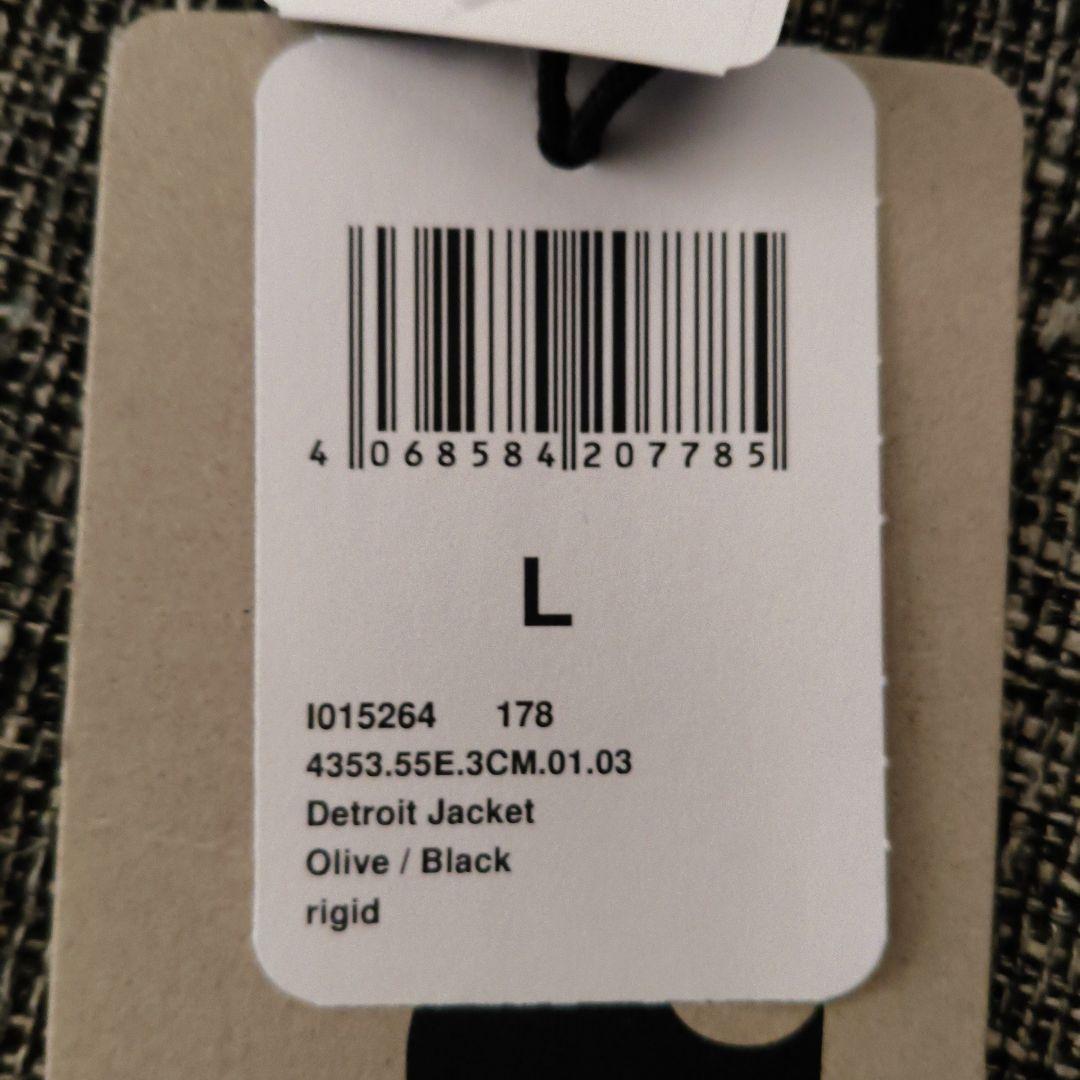 4 068584 207785
L
I015264 178
4353.55E.3CM.01.03
Detroit Jacket
Olive / Black
rigid